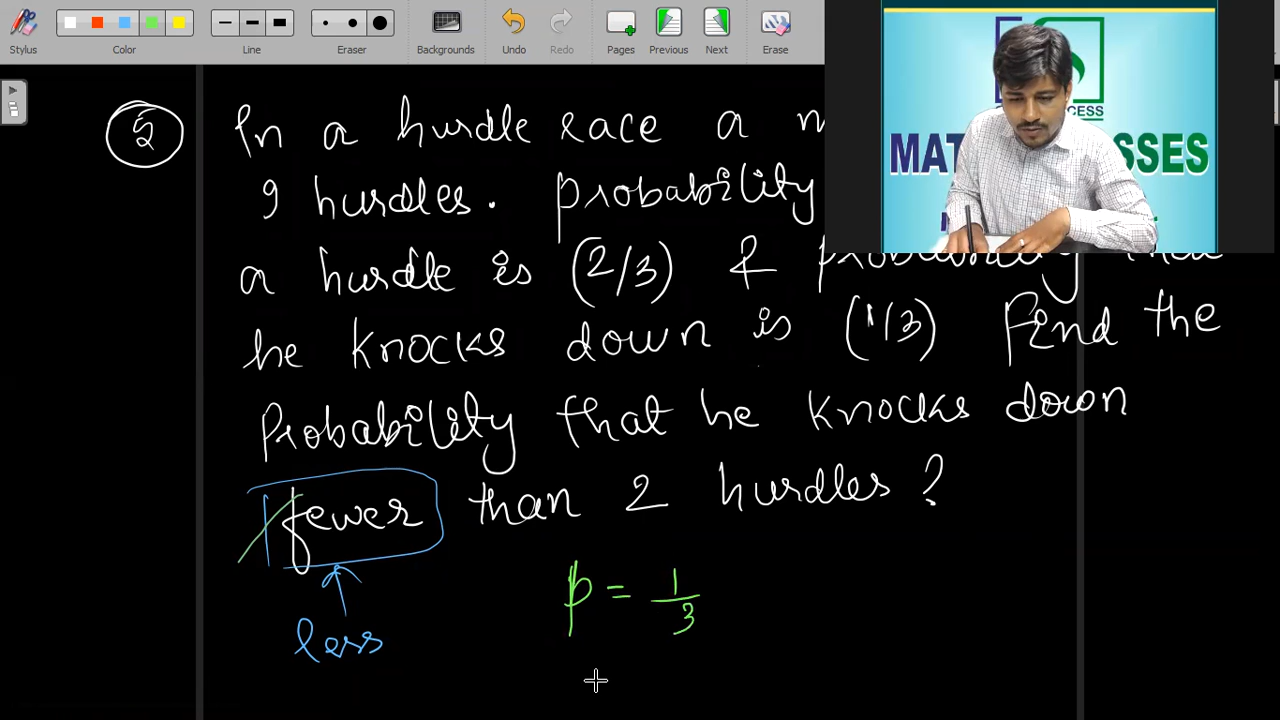 Stylus Color Line Eraser Backgrounds Undo Redo Pages Previous Next Erase
CESS
MAT SSES
5
In a hurdle race a
9 hurdles. Probability
a hurdle is (2/3) & probability
he knocks down is (1/3) find the
Probability that he knocks down
fewer than 2 hurdles ?
less
p = 1/3